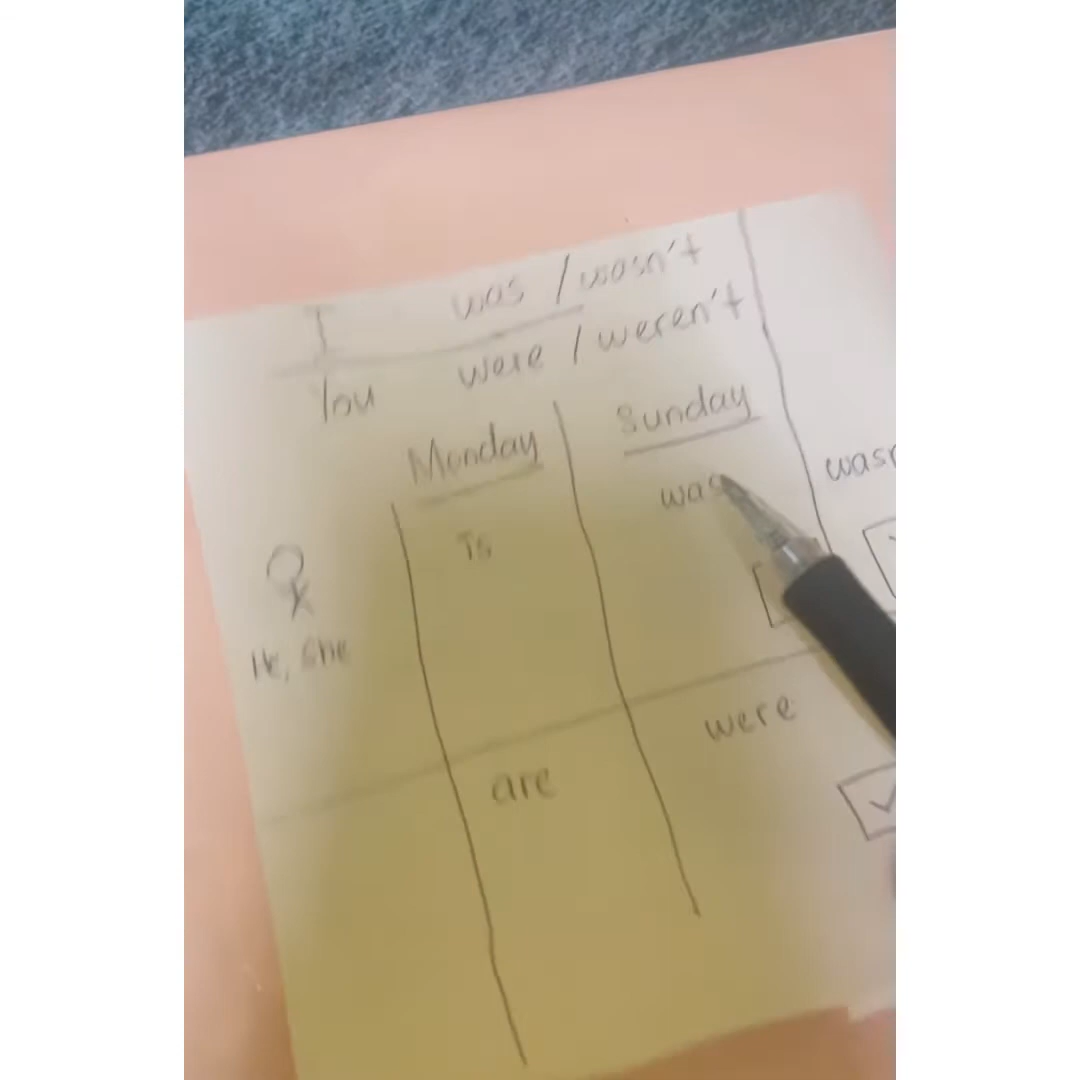 I was / wasn't
You were / weren't
Monday Sunday
is was
He, She
are were